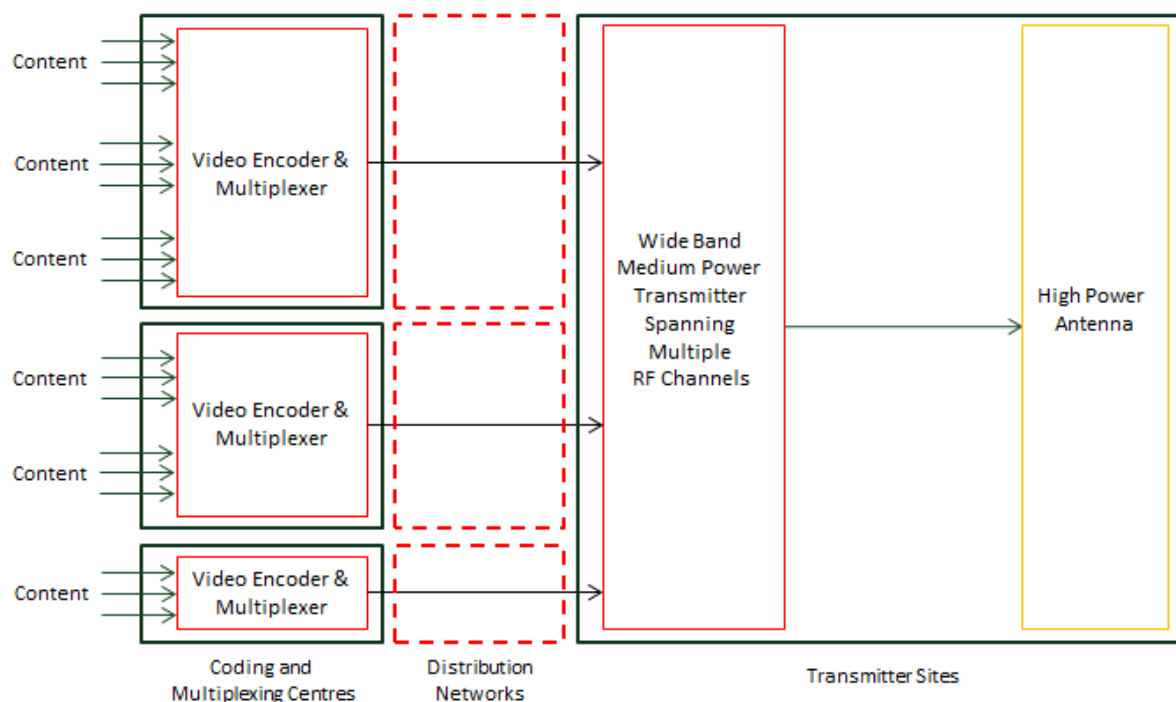 Content
Content
Content
Video Encoder &
Multiplexer
Content
Content
Video Encoder &
Multiplexer
Content
Video Encoder &
Multiplexer
Wide Band
Medium Power
Transmitter
Spanning
Multiple
RF Channels
High Power
Antenna
Coding and
Multiplexing Centres
Distribution
Networks
Transmitter Sites